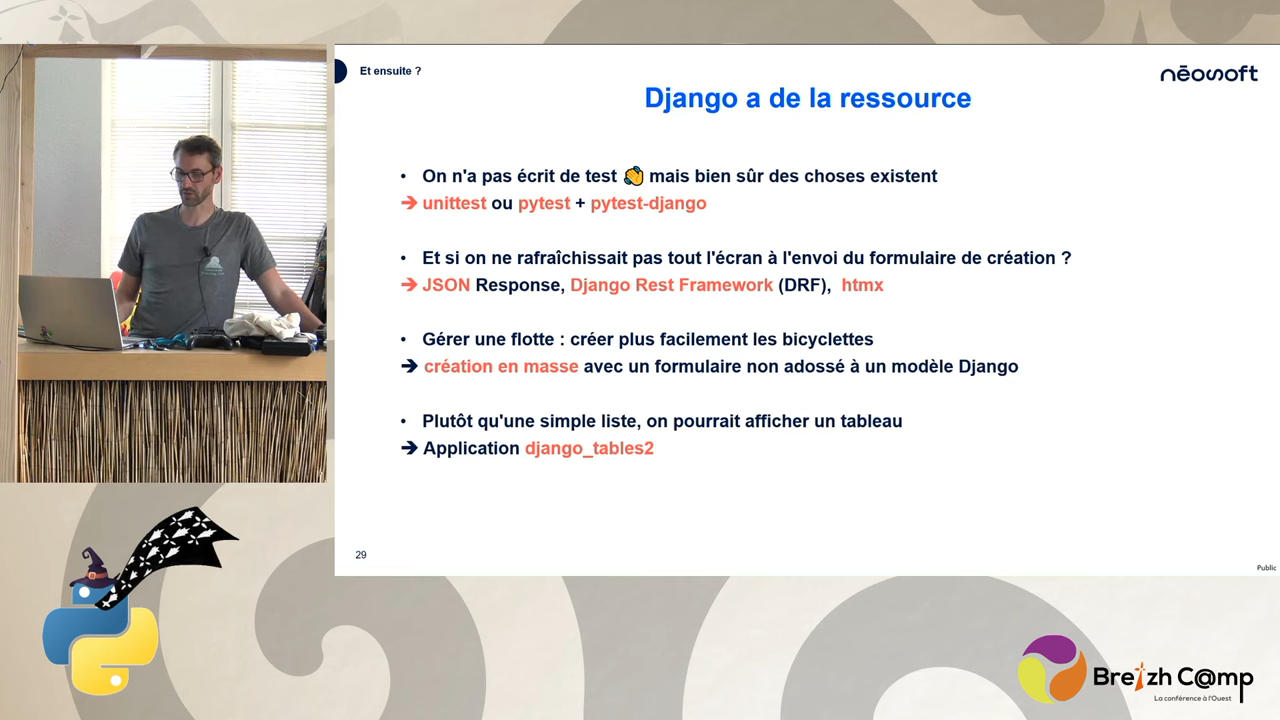 Et ensuite ?
nēosoft
Django a de la ressource
• On n'a pas écrit de test 👏 mais bien sûr des choses existent
➔ unittest ou pytest + pytest-django
• Et si on ne rafraîchissait pas tout l'écran à l'envoi du formulaire de création ?
➔ JSON Response, Django Rest Framework (DRF), htmx
• Gérer une flotte : créer plus facilement les bicyclettes
➔ création en masse avec un formulaire non adossé à un modèle Django
• Plutôt qu'une simple liste, on pourrait afficher un tableau
➔ Application django_tables2
29
Public
Breizh C@mp
La conférence à l'Ouest